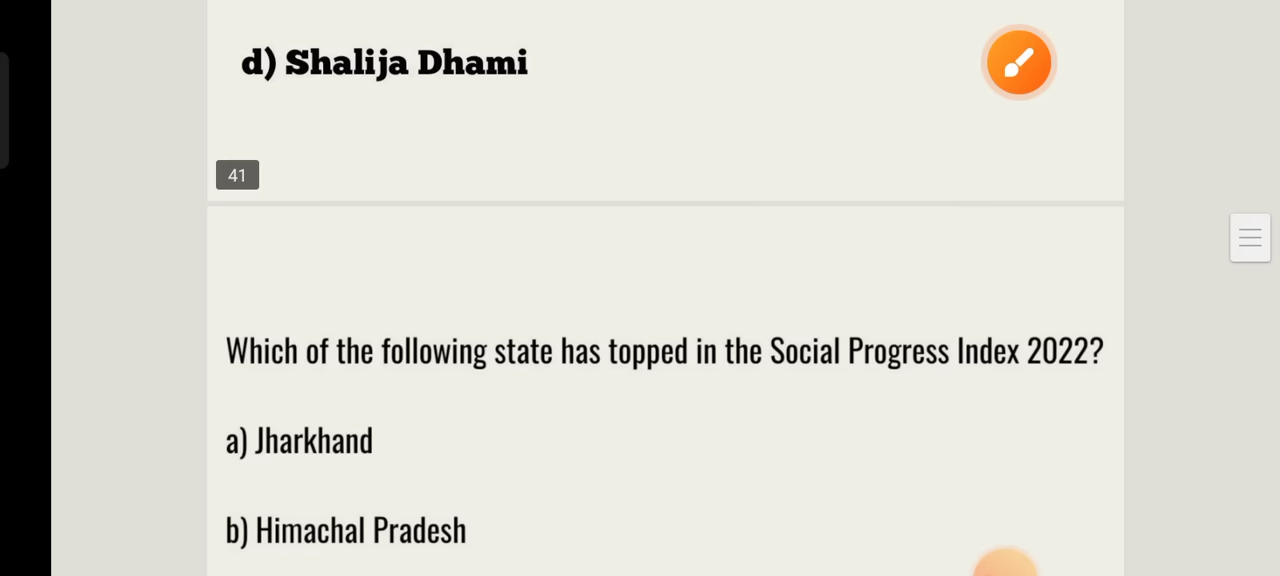 d) Shalija Dhami
41
Which of the following state has topped in the Social Progress Index 2022?
a) Jharkhand
b) Himachal Pradesh